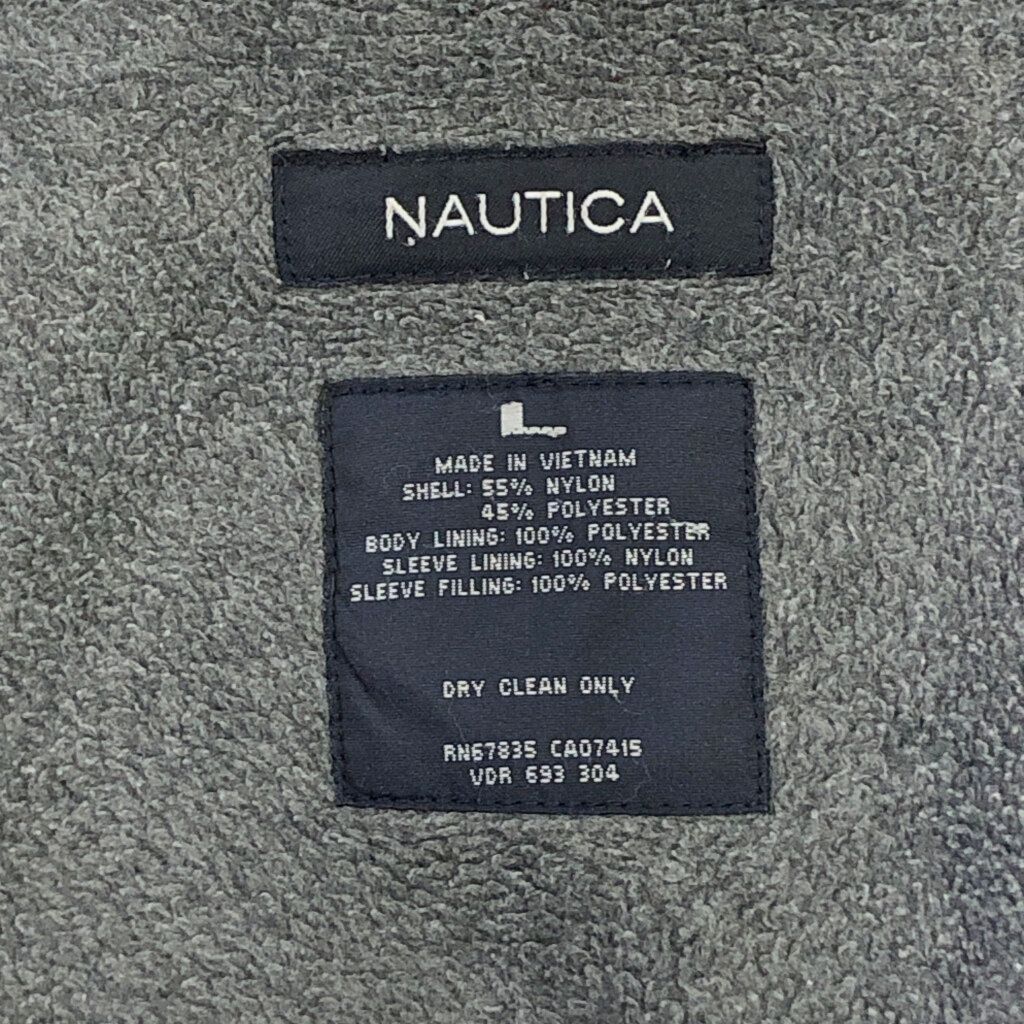 NAUTICA
L
MADE IN VIETNAM
SHELL: 55% NYLON
45% POLYESTER
BODY LINING: 100% POLYESTER
SLEEVE LINING: 100% NYLON
SLEEVE FILLING: 100% POLYESTER
DRY CLEAN ONLY
RN67835 CA07415
VDR 693 304